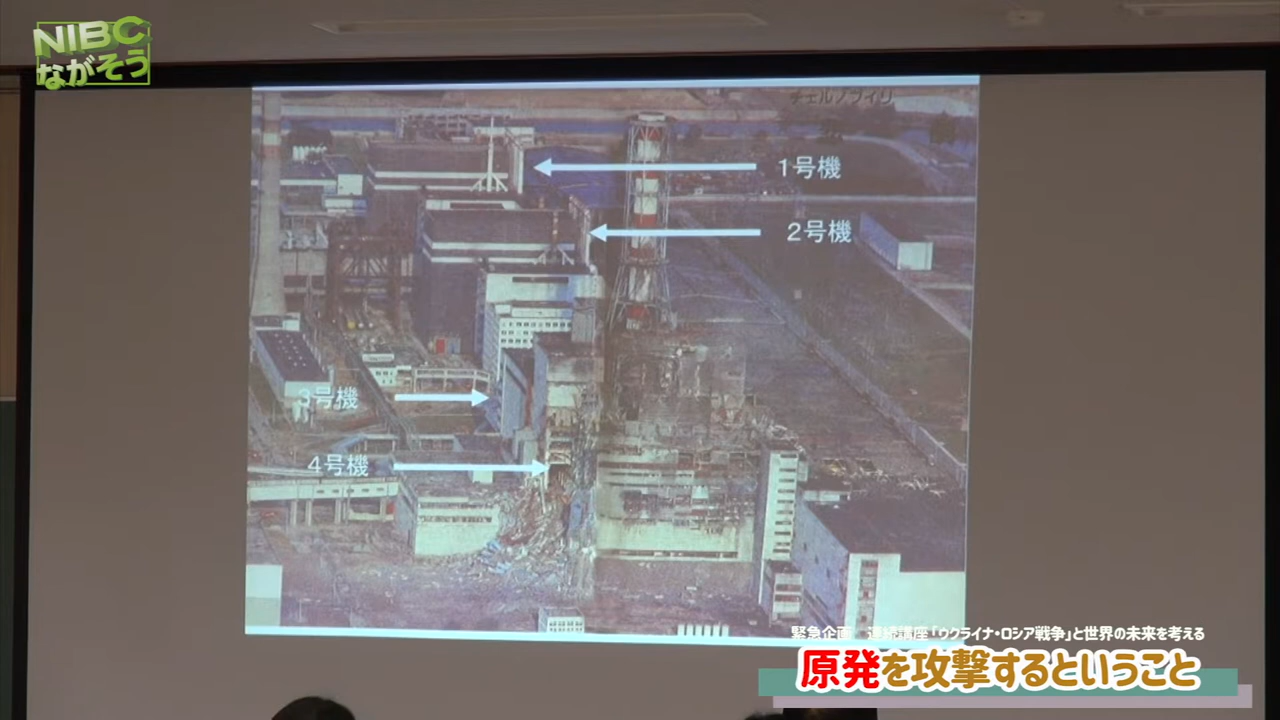 NIBC
ながそう
チェルノブイリ
1号機
2号機
3号機
4号機
緊急企画 連続講座「ウクライナ・ロシア戦争」と世界の未来を考える
原発を攻撃するということ